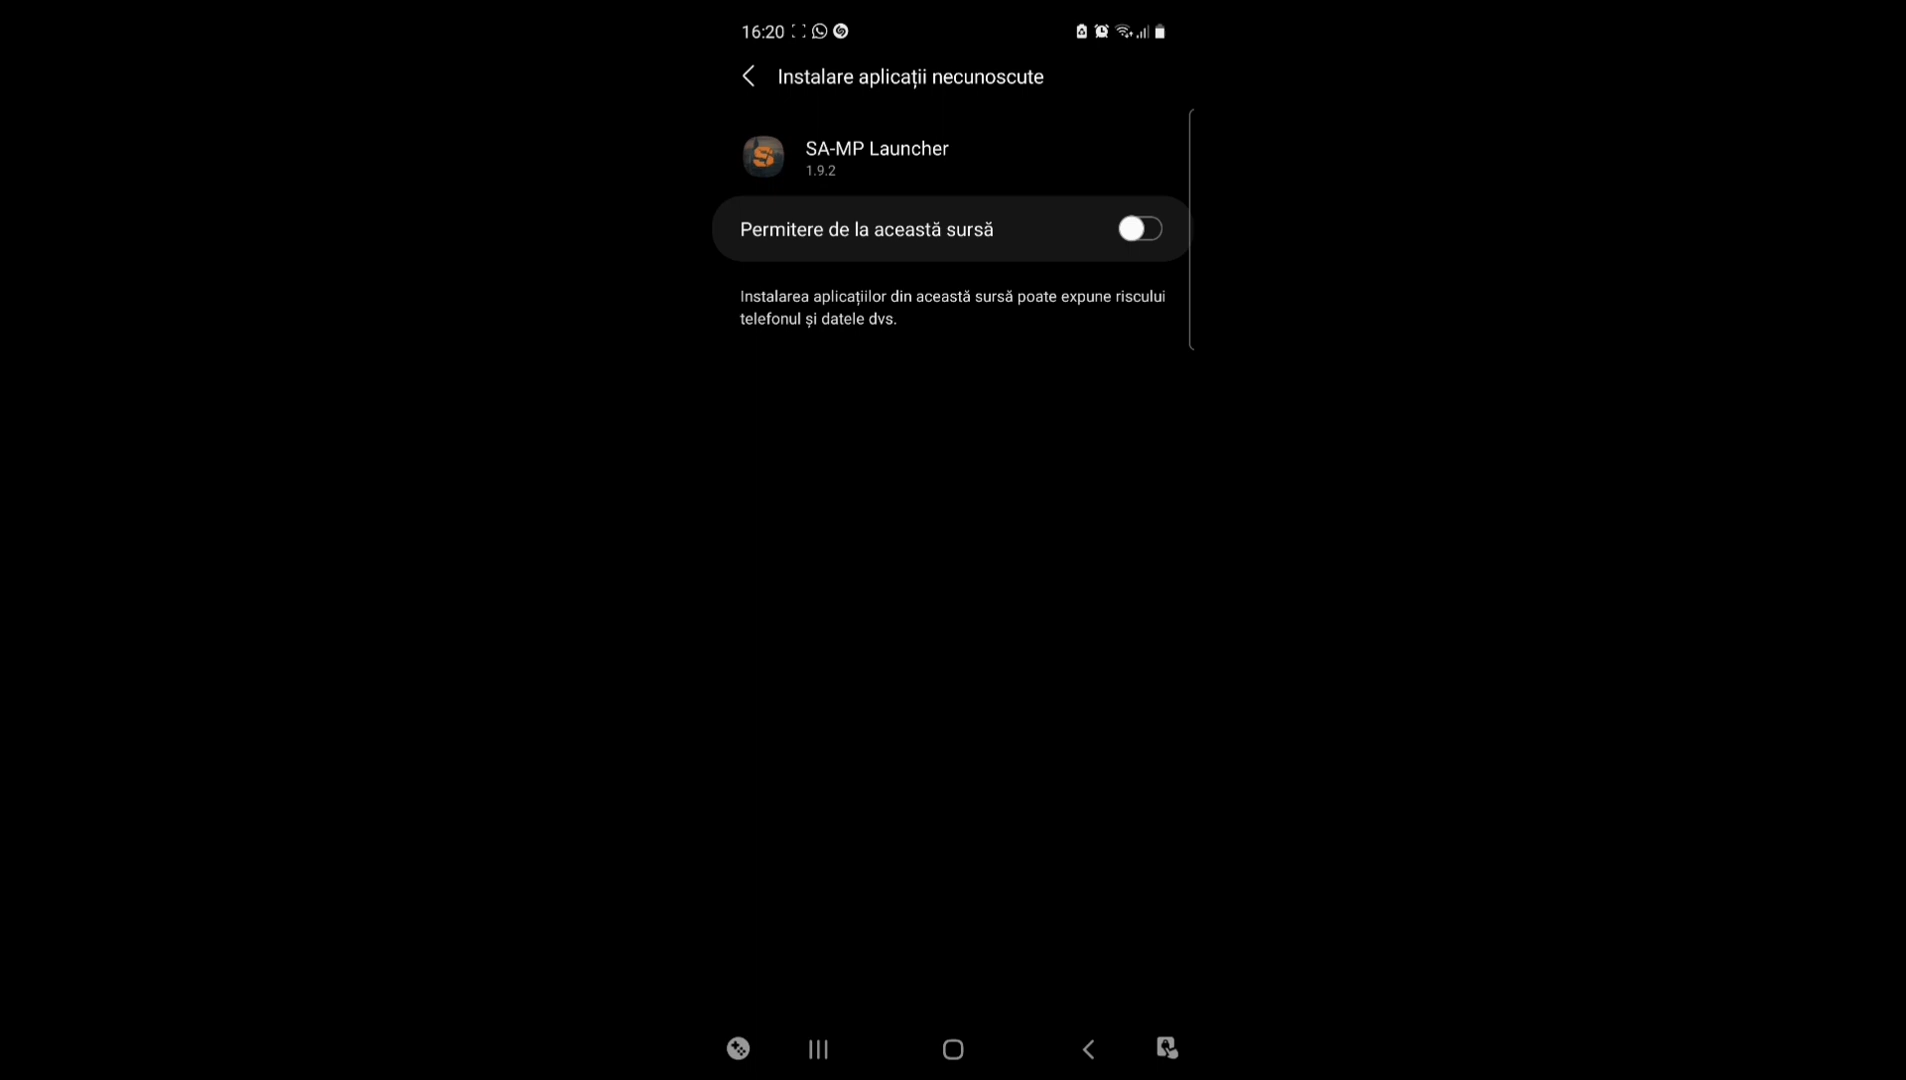 16:20
Instalare aplicații necunoscute
SA-MP Launcher
1.9.2
Permitere de la această sursă
Instalarea aplicațiilor din această sursă poate expune riscului
telefonul și datele dvs.